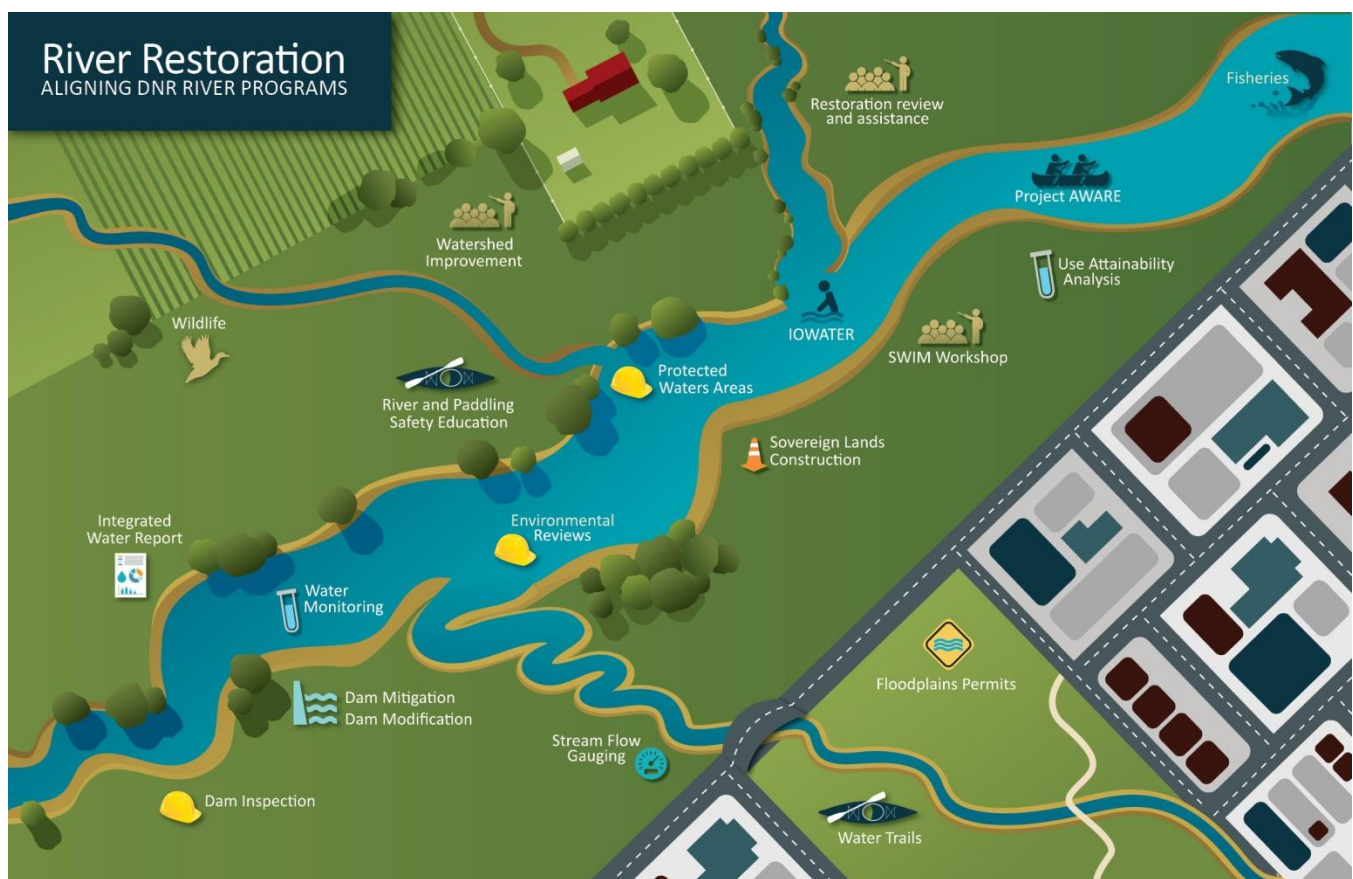 River Restoration
ALIGNING DNR RIVER PROGRAMS
Fisheries
Restoration review
and assistance
Project AWARE
Watershed
Improvement
Use Attainability
Analysis
Wildlife
IOWATER
SWIM Workshop
Protected
Waters Areas
River and Paddling
Safety Education
Sovereign Lands
Construction
Integrated
Water Report
Environmental
Reviews
Water
Monitoring
Floodplains Permits
Dam Mitigation
Dam Modification
Stream Flow
Gauging
Dam Inspection
Water Trails